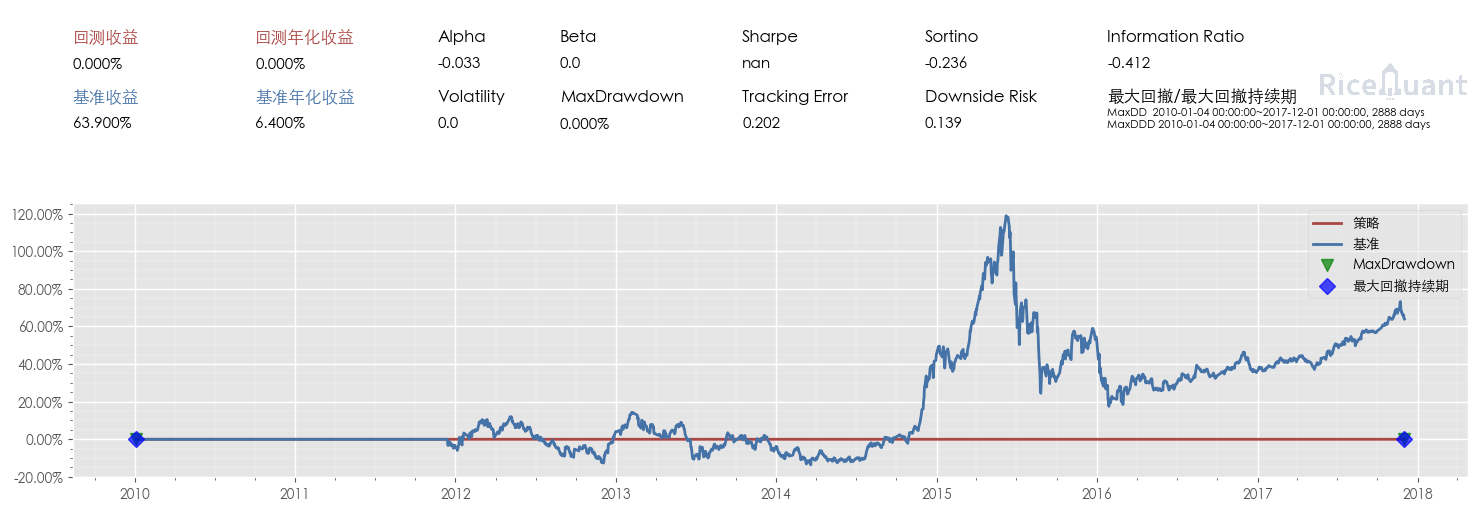 回测收益 回测年化收益 Alpha Beta Sharpe Sortino Information Ratio
0.000% 0.000% -0.033 0.0 nan -0.236 -0.412
RiceQuant
基准收益 基准年化收益 Volatility MaxDrawdown Tracking Error Downside Risk 最大回撤/最大回撤持续期
63.900% 6.400% 0.0 0.000% 0.202 0.139
MaxDD 2010-01-04 00:00:00~2017-12-01 00:00:00, 2888 days
MaxDDD 2010-01-04 00:00:00~2017-12-01 00:00:00, 2888 days
120.00%
100.00%
80.00%
60.00%
40.00%
20.00%
0.00%
-20.00%
策略
基准
MaxDrawdown
最大回撤持续期
2010 2011 2012 2013 2014 2015 2016 2017 2018